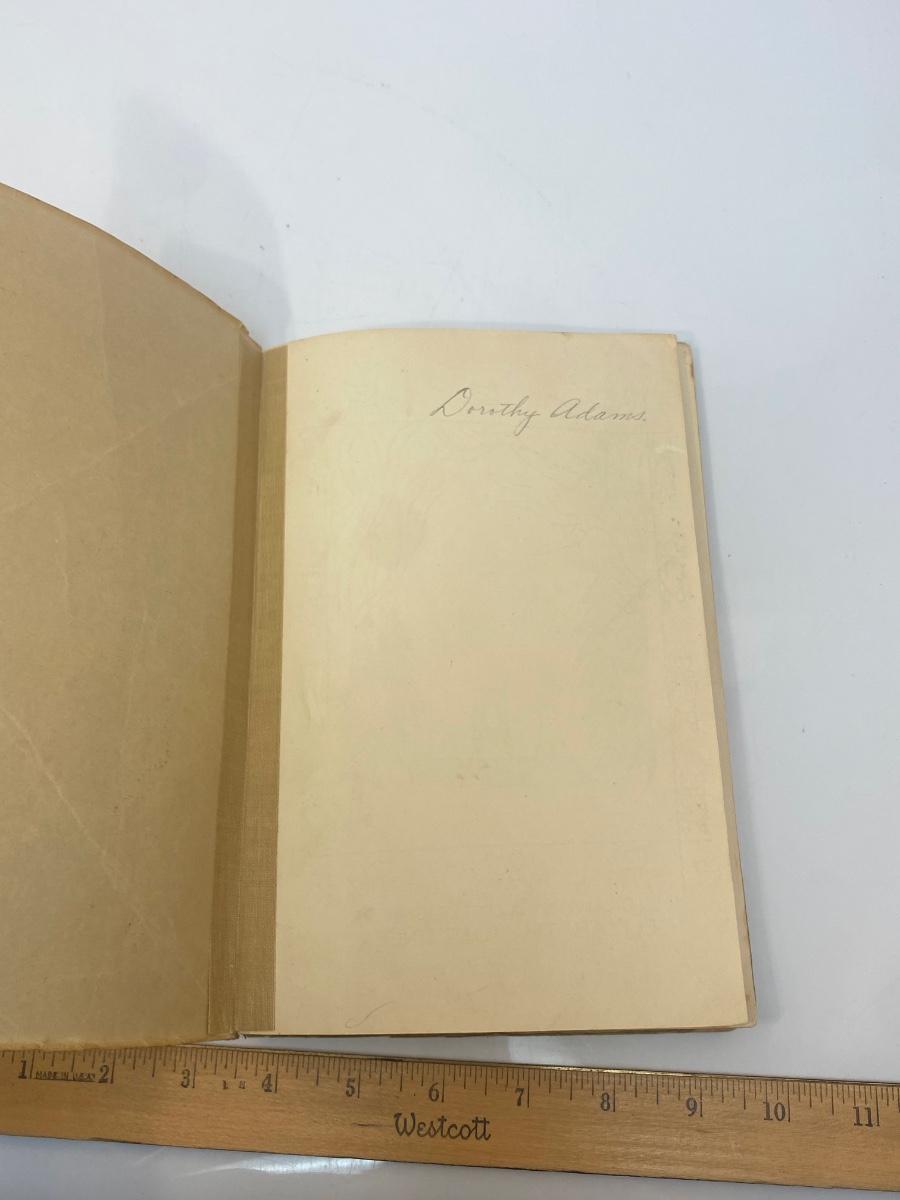 Dorothy Adams.
1 MADE IN U.S.A. 2 3 4 5 6 7 8 9 10 11
Westcott